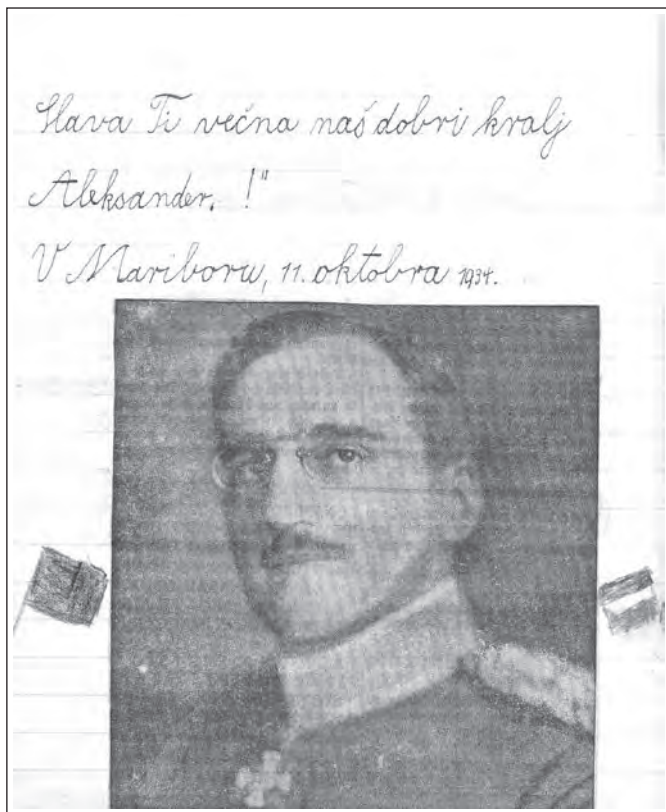 Slava Ti večna naš dobri kralj
Aleksander. !"
V Mariboru, 11. oktobra 1934.